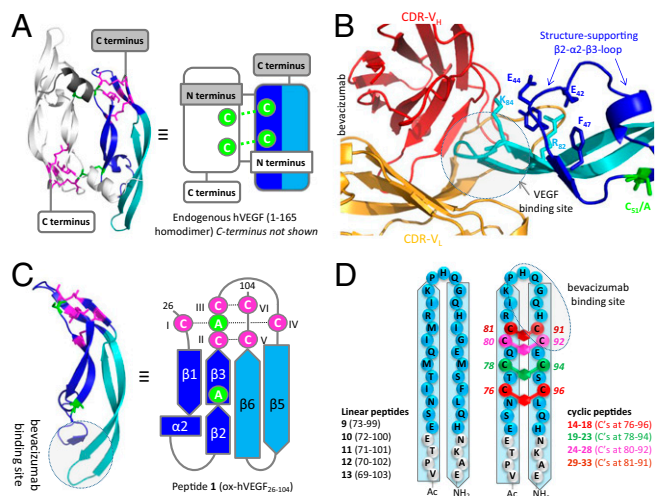 A
C terminus
C terminus
N terminus
C
C
N terminus
C terminus
C terminus
Endogenous hVEGF (1-165
homodimer) C-terminus not shown
B
bevacizumab
CDR-VH
Structure-supporting
β2-α2-β3-loop
E44
E42
K84
F47
R82
VEGF
binding site
C51/A
CDR-VL
C
bevacizumab
binding site
26
104
III C C VI
I C A C IV
II C C V
β1
β3
A
α2
β2
β6
β5
Peptide 1 (ox-hVEGF26-104)
D
P H Q
K G
I Q
R H
M I
I G
Q E
M M
T S
I F
N L
S Q
E H
E N
T K
P A
V E
Ac NH2
P H Q
K G
I Q
R H
81 C C 91
80 C C 92
Q E
78 C C 94
T S
76 C C 96
N L
S Q
E H
E N
T K
P A
V E
Ac NH2
bevacizumab
binding site
Linear peptides
9 (73-99)
10 (72-100)
11 (71-101)
12 (70-102)
13 (69-103)
cyclic peptides
14-18 (C's at 76-96)
19-23 (C's at 78-94)
24-28 (C's at 80-92)
29-33 (C's at 81-91)